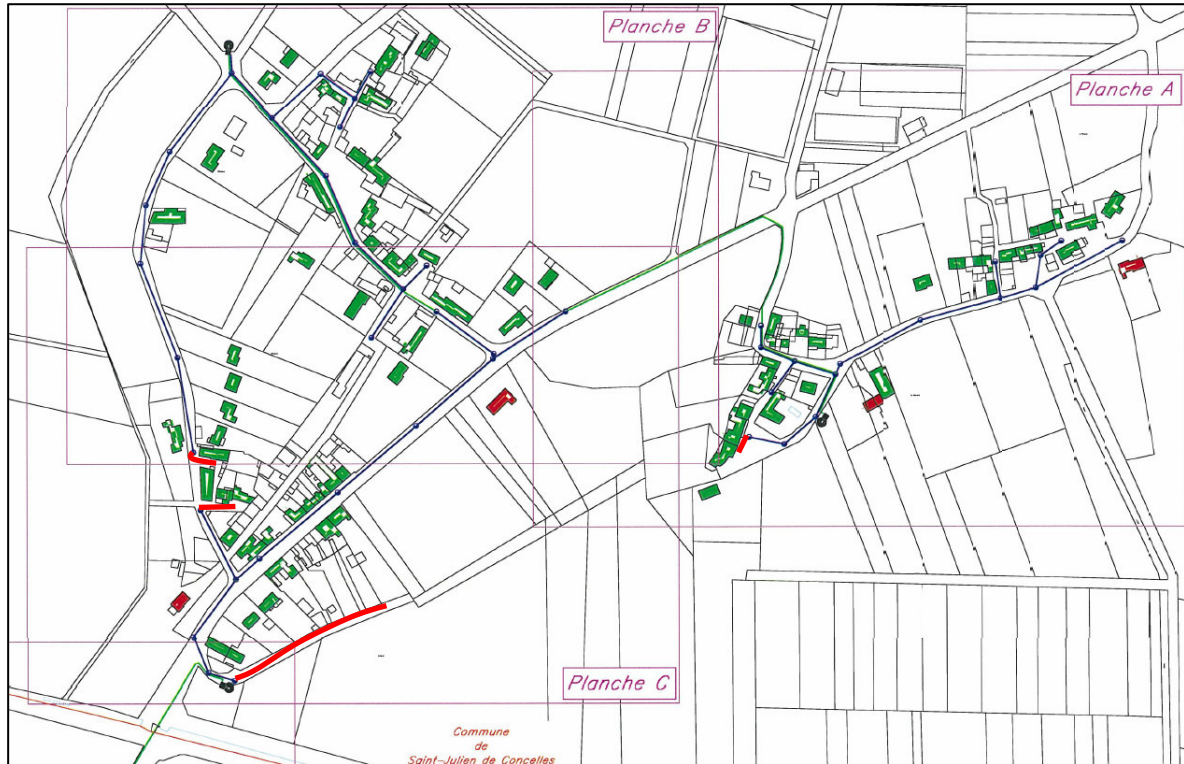 Planche B
Planche A
Planche C
Commune
de
Saint-Julien de Concelles